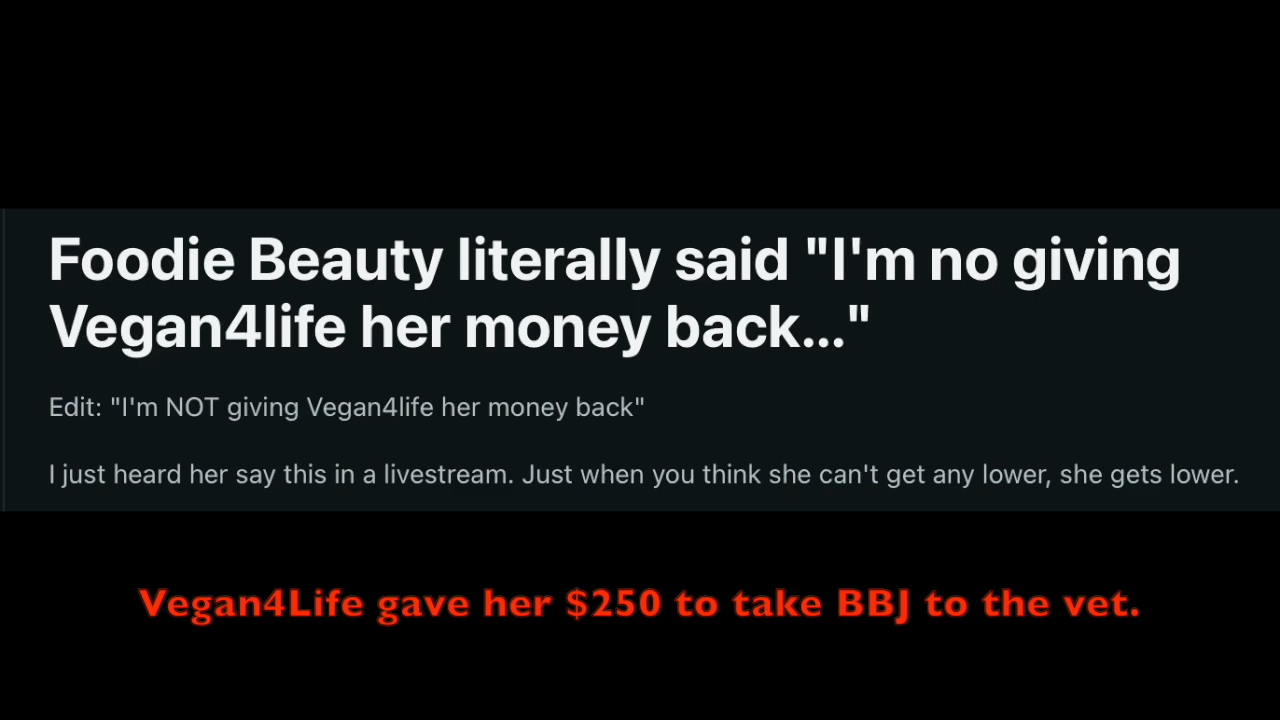 Foodie Beauty literally said "I'm no giving
Vegan4life her money back..."
Edit: "I'm NOT giving Vegan4life her money back"
I just heard her say this in a livestream. Just when you think she can't get any lower, she gets lower.
Vegan4Life gave her $250 to take BBJ to the vet.